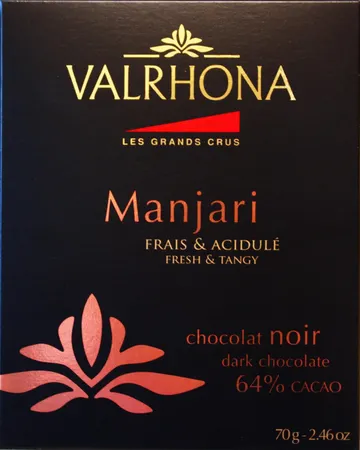 VALRHONA
LES GRANDS CRUS
Manjari
FRAIS & ACIDULÉ
FRESH & TANGY
chocolat noir
dark chocolate
64% CACAO
70g - 2.46 oz